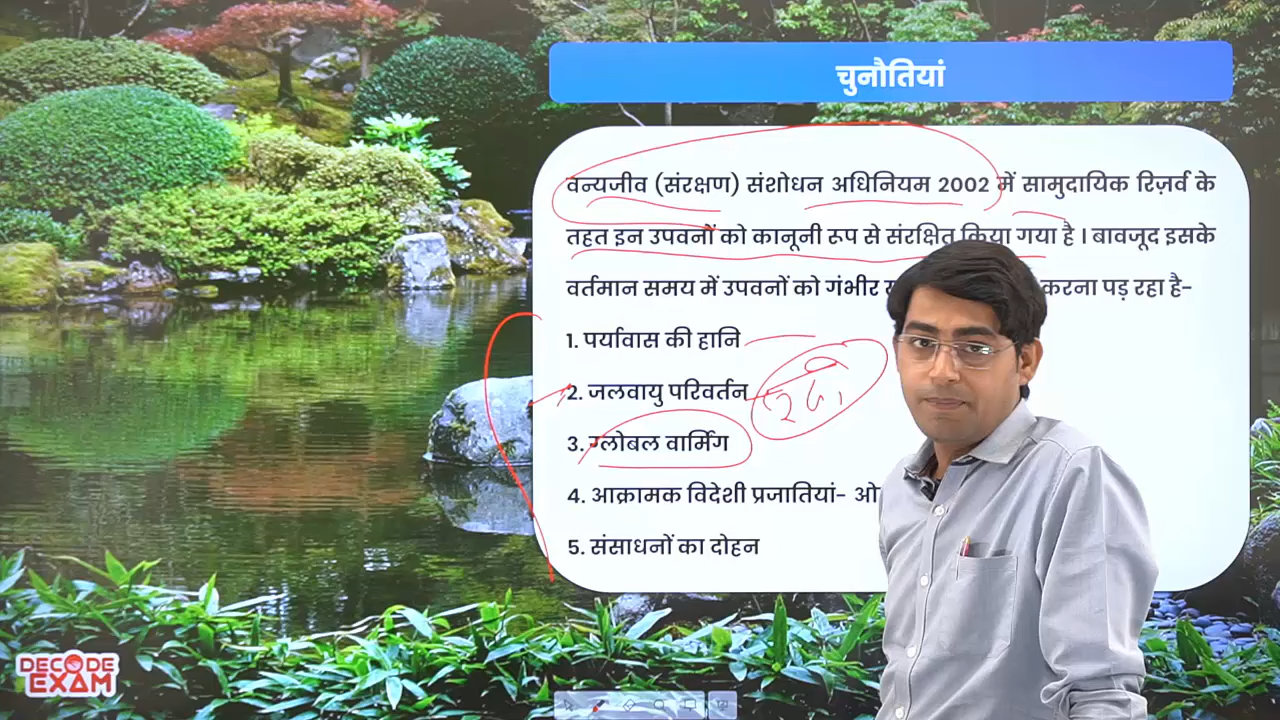 चुनौतियां
वन्यजीव (संरक्षण) संशोधन अधिनियम 2002 में सामुदायिक रिज़र्व के
तहत इन उपवनों को कानूनी रूप से संरक्षित किया गया है। बावजूद इसके
वर्तमान समय में उपवनों को गंभीर करना पड़ रहा है-
1. पर्यावास की हानि
2. जलवायु परिवर्तन
3. ग्लोबल वार्मिंग
4. आक्रामक विदेशी प्रजातियां-
5. संसाधनों का दोहन
DECODE
EXAM